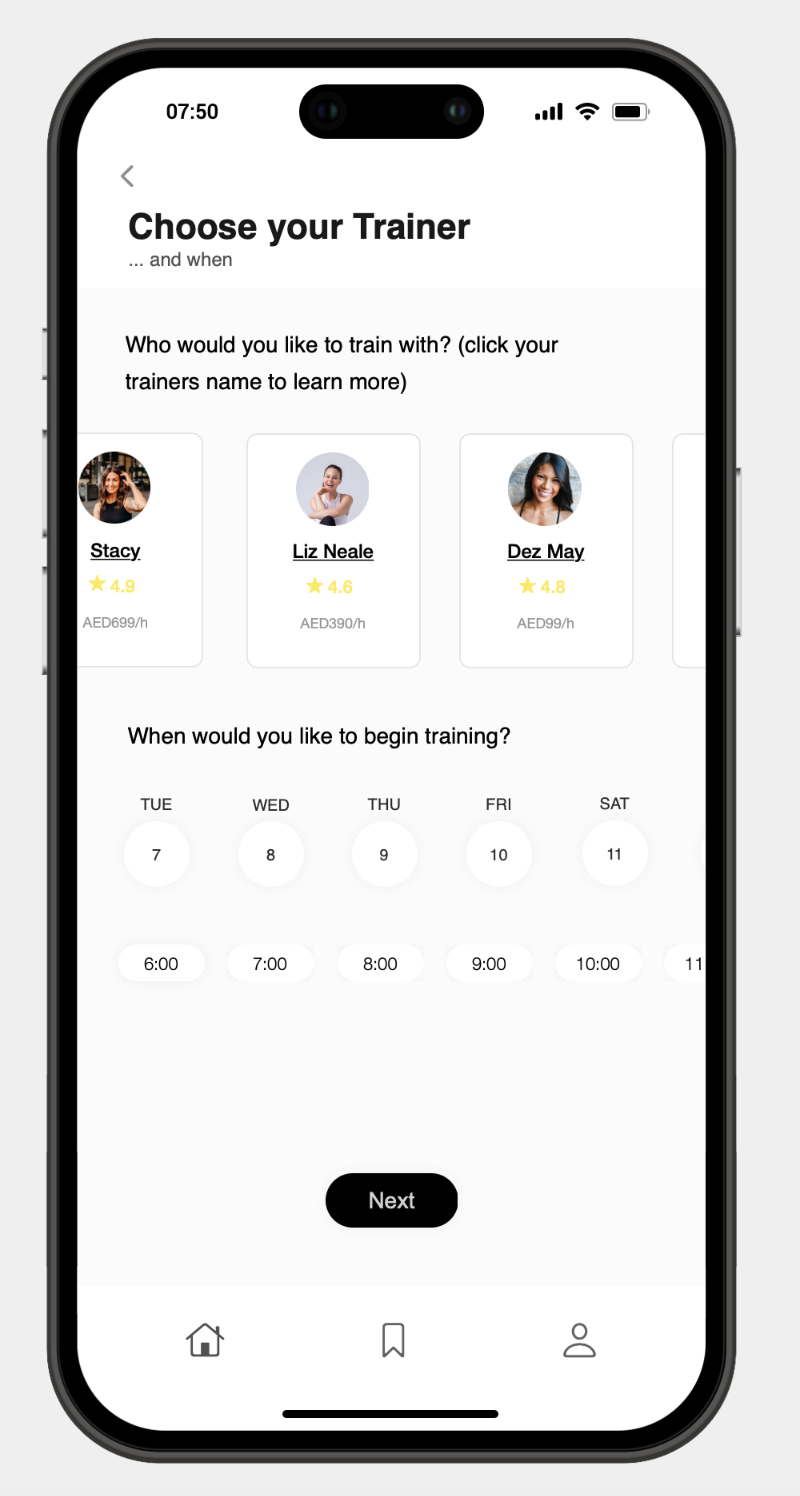 07:50
Choose your Trainer
... and when
Who would you like to train with? (click your
trainers name to learn more)
Stacy
Liz Neale
Dez May
4.9
4.6
4.8
AED699/h
AED390/h
AED99/h
When would you like to begin training?
TUE
WED
THU
FRI
SAT
7
8
9
10
11
6:00
7:00
8:00
9:00
10:00
11
Next